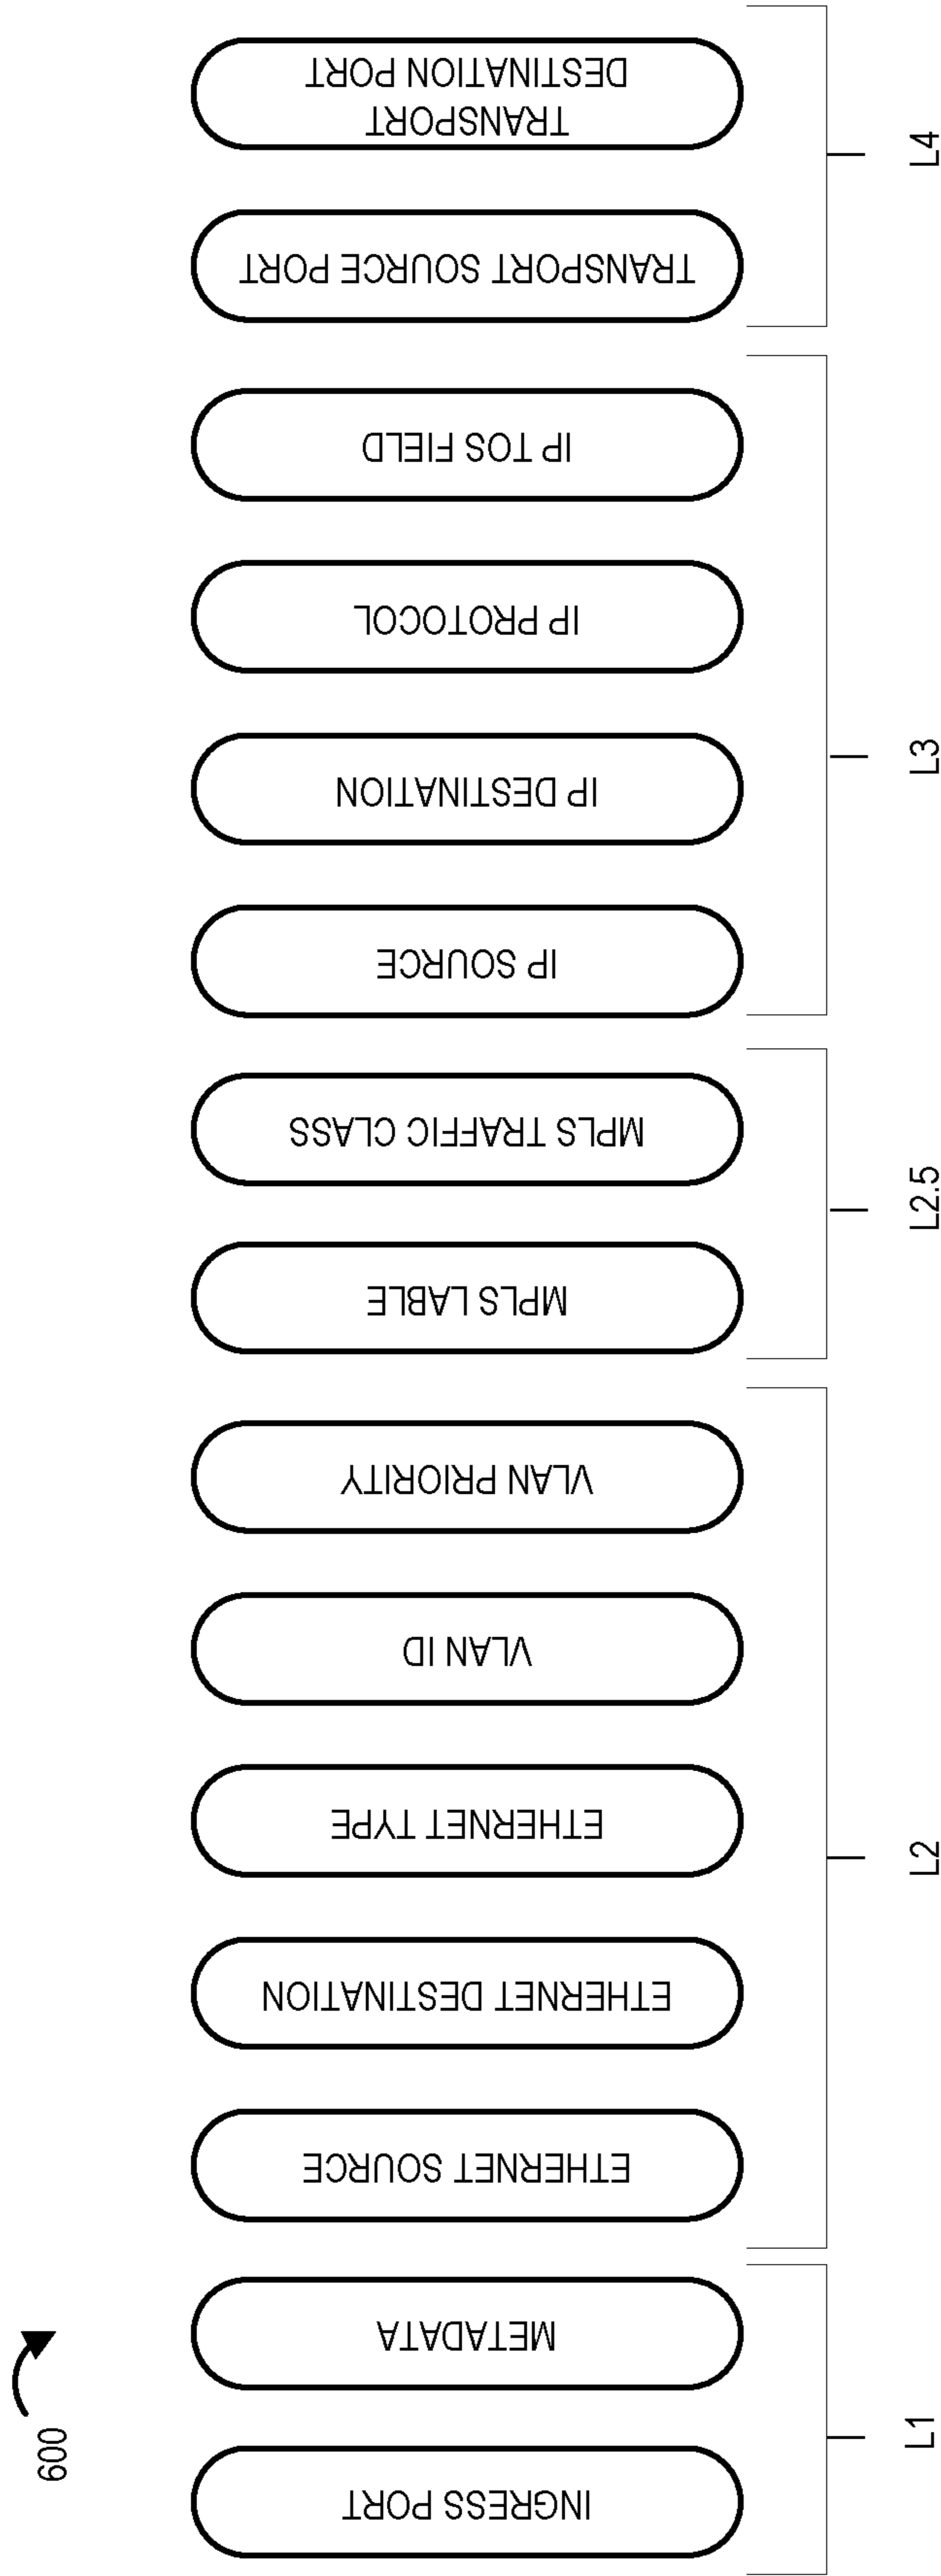 600
INGRESS PORT
METADATA
L1
ETHERNET SOURCE
ETHERNET DESTINATION
ETHERNET TYPE
VLAN ID
VLAN PRIORITY
L2
MPLS LABLE
MPLS TRAFFIC CLASS
L2.5
IP SOURCE
IP DESTINATION
IP PROTOCOL
IP TOS FIELD
L3
TRANSPORT SOURCE PORT
TRANSPORT
DESTINATION PORT
L4